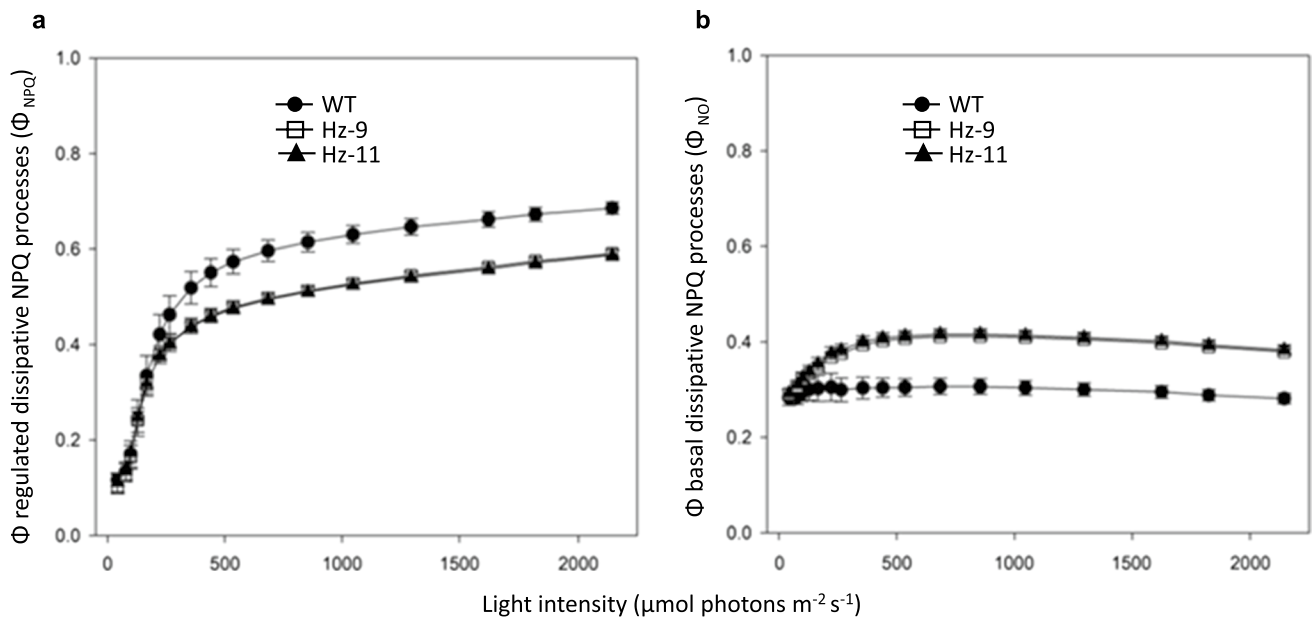 a
Φ regulated dissipative NPQ processes (Φ NPQ)
1.0
0.8
0.6
0.4
0.2
0.0
WT
Hz-9
Hz-11
0 500 1000 1500 2000
b
Φ basal dissipative NPQ processes (Φ NO)
1.0
0.8
0.6
0.4
0.2
0.0
WT
Hz-9
Hz-11
0 500 1000 1500 2000
Light intensity (µmol photons m-2 s-1)